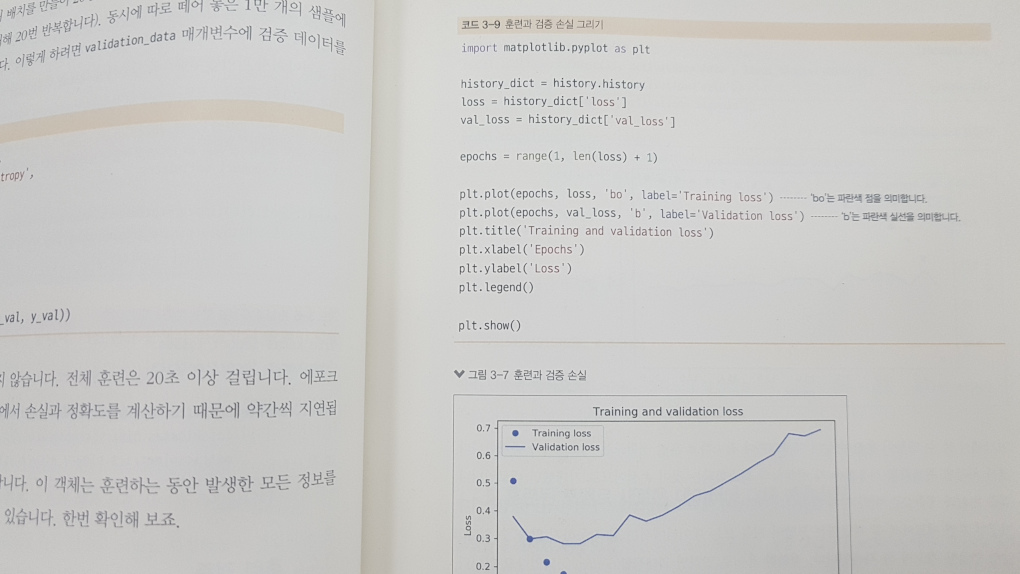 배치를 만들어
해 20번 반복합니다). 동시에 따로 떼어 놓은 1만 개의 샘플에
다. 이렇게 하려면 validation_data 매개변수에 검증 데이터를
tropy',
_val, y_val))
않습니다. 전체 훈련은 20초 이상 걸립니다. 에포크
에서 손실과 정확도를 계산하기 때문에 약간씩 지연됩
니다. 이 객체는 훈련하는 동안 발생한 모든 정보를
있습니다. 한번 확인해 보죠.
코드 3-9 훈련과 검증 손실 그리기
import matplotlib.pyplot as plt
history_dict = history.history
loss = history_dict['loss']
val_loss = history_dict['val_loss']
epochs = range(1, len(loss) + 1)
plt.plot(epochs, loss, 'bo', label='Training loss') -------- 'bo'는 파란색 점을 의미합니다.
plt.plot(epochs, val_loss, 'b', label='Validation loss') -------- 'b'는 파란색 실선을 의미합니다.
plt.title('Training and validation loss')
plt.xlabel('Epochs')
plt.ylabel('Loss')
plt.legend()
plt.show()
그림 3-7 훈련과 검증 손실
Training and validation loss
Training loss
Validation loss
0.7
0.6
0.5
0.4
0.3
0.2
Loss